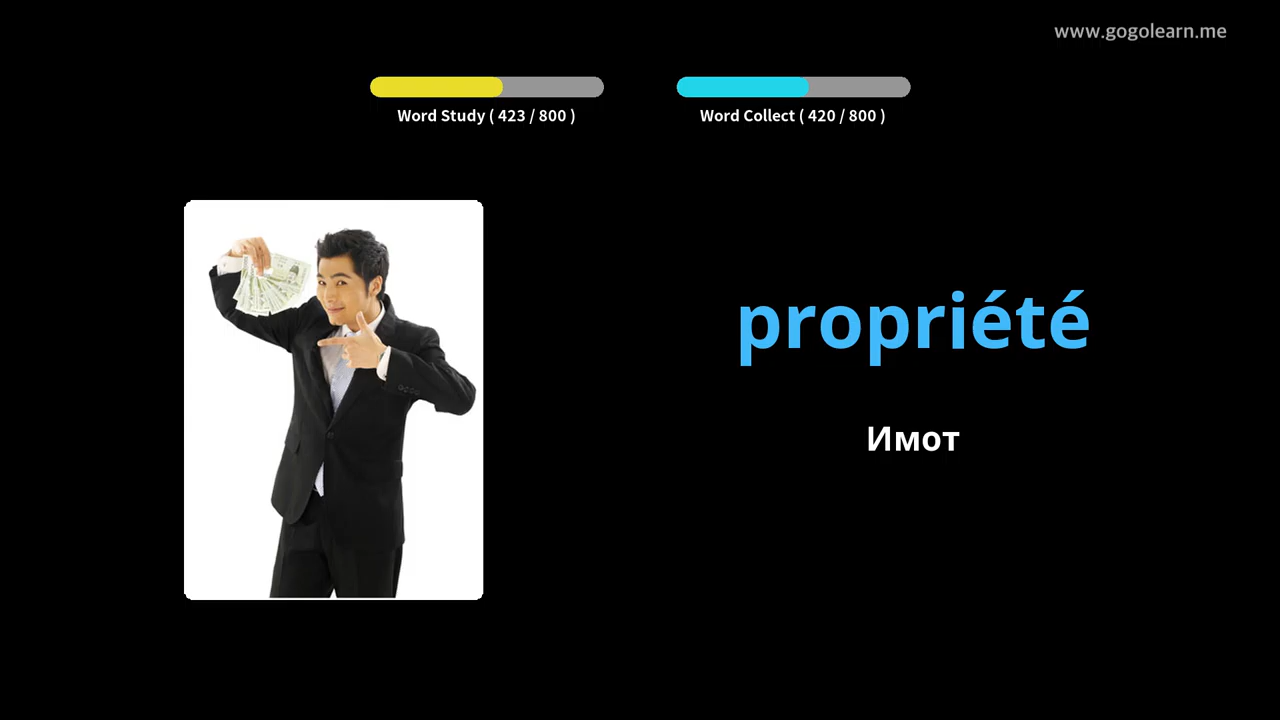 www.gogolearn.me
Word Study ( 423 / 800 )
Word Collect ( 420 / 800 )
propriété
Имот